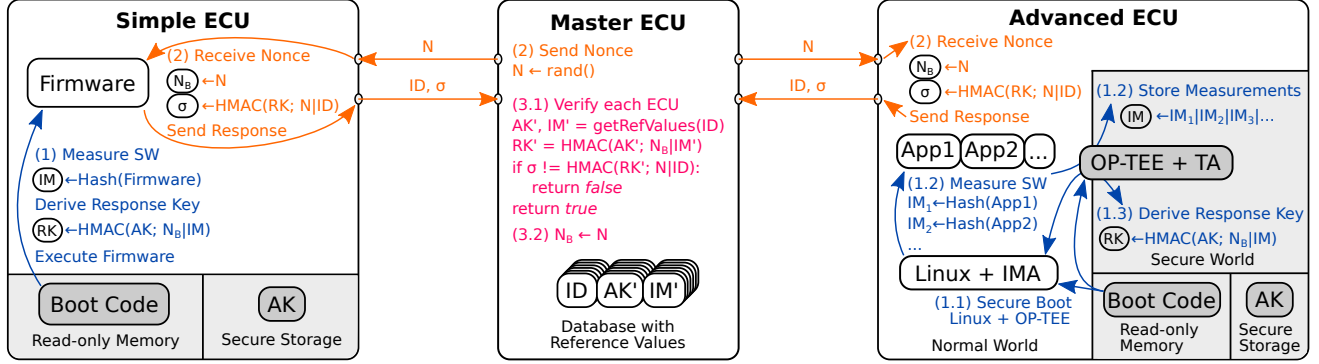 Simple ECU
Firmware
(2) Receive Nonce
N_B ←N
σ ←HMAC(RK; N|ID)
Send Response
(1) Measure SW
IM ←Hash(Firmware)
Derive Response Key
RK ←HMAC(AK; N_B|IM)
Execute Firmware
Boot Code
Read-only Memory
AK
Secure Storage
N
ID, σ
Master ECU
(2) Send Nonce
N ← rand()
(3.1) Verify each ECU
AK', IM' = getRefValues(ID)
RK' = HMAC(AK'; N_B|IM')
if σ != HMAC(RK'; N|ID):
return false
return true
(3.2) N_B ← N
ID AK' IM'
Database with
Reference Values
N
ID, σ
Advanced ECU
(2) Receive Nonce
N_B ←N
σ ←HMAC(RK; N|ID)
Send Response
App1 App2 ...
(1.2) Measure SW
IM_1←Hash(App1)
IM_2←Hash(App2)
...
Linux + IMA
(1.1) Secure Boot
Linux + OP-TEE
Normal World
(1.2) Store Measurements
IM ←IM_1|IM_2|IM_3|...
OP-TEE + TA
(1.3) Derive Response Key
RK ←HMAC(AK; N_B|IM)
Secure World
Boot Code
Read-only
Memory
AK
Secure
Storage